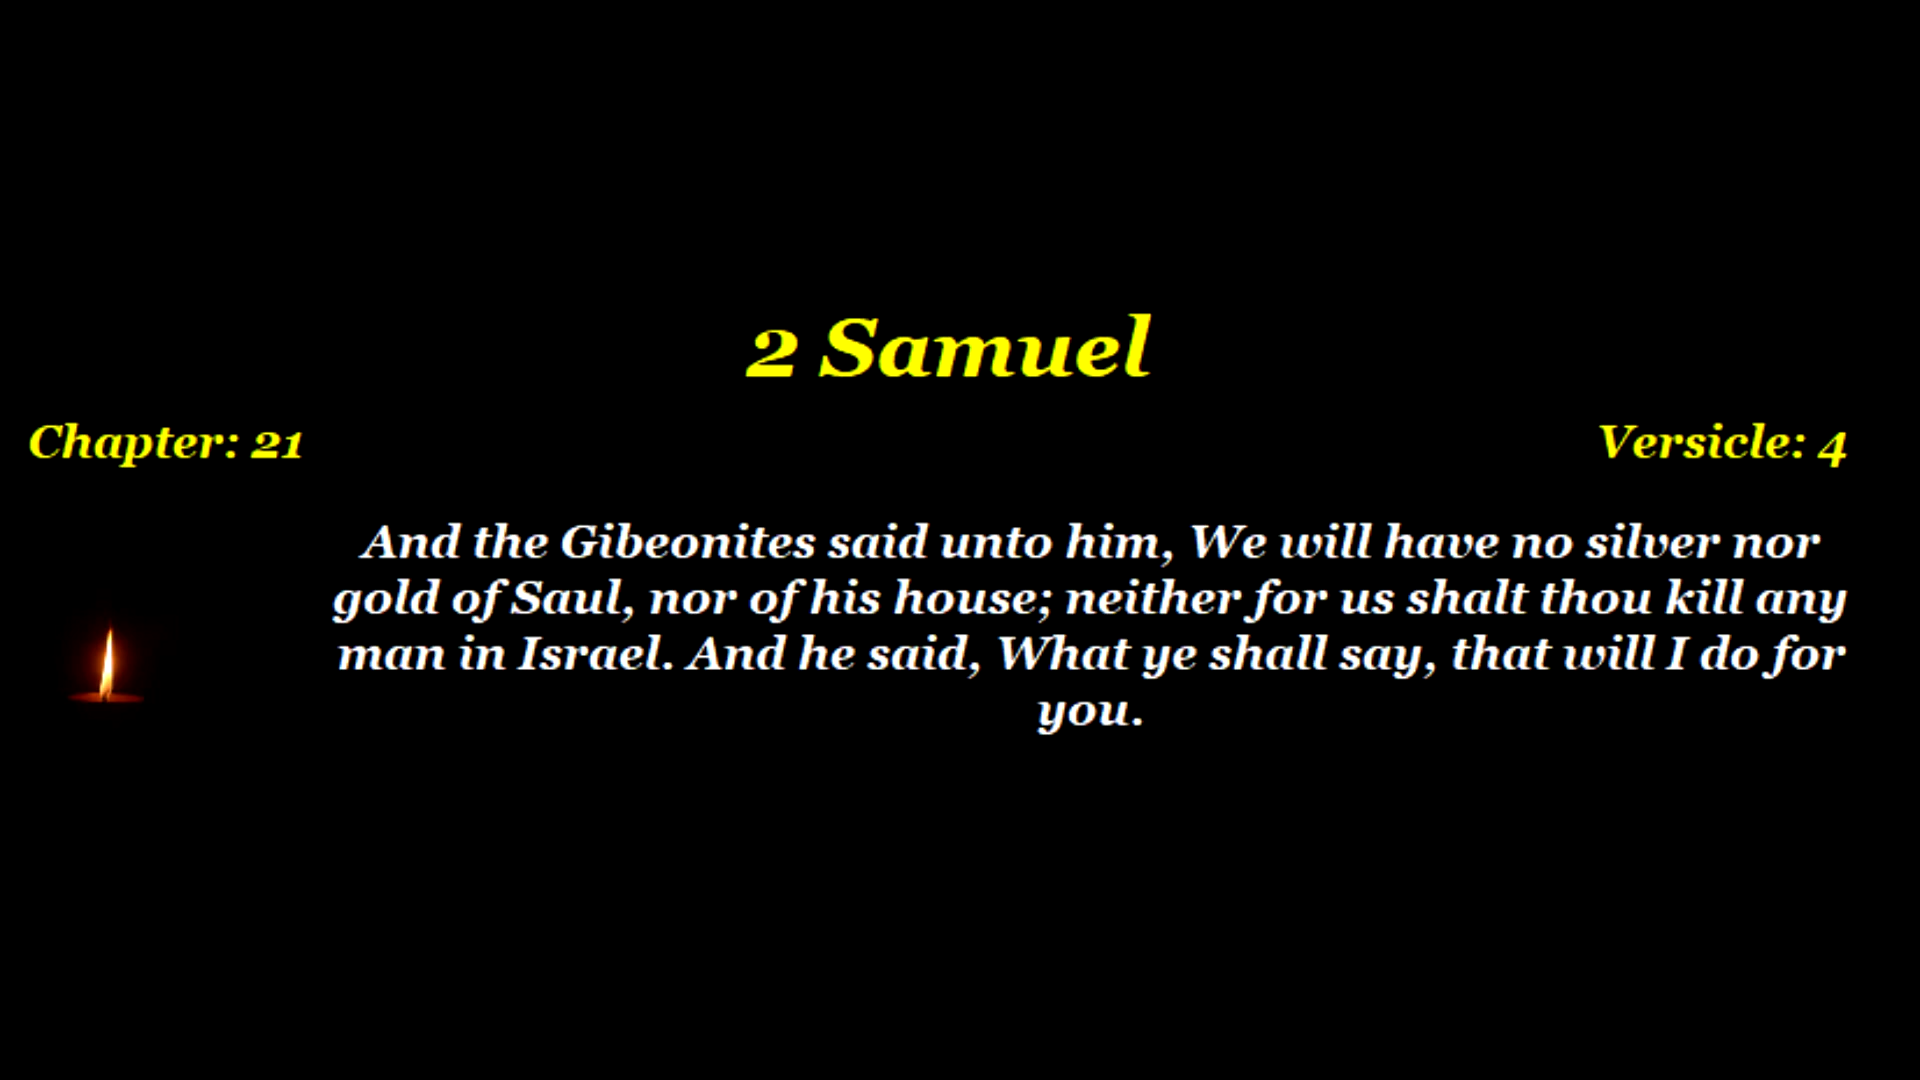 2 Samuel
Chapter: 21
Versicle: 4
And the Gibeonites said unto him, We will have no silver nor
gold of Saul, nor of his house; neither for us shalt thou kill any
man in Israel. And he said, What ye shall say, that will I do for
you.